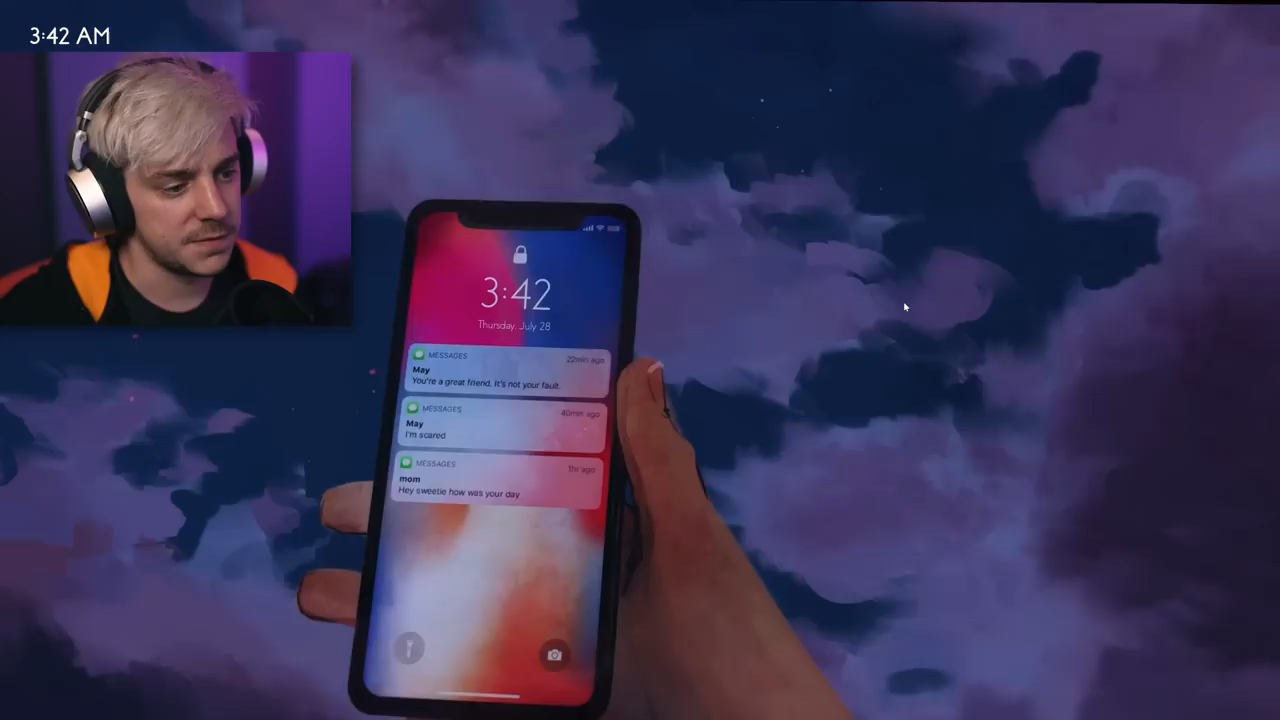 3:42 AM
3:42
Thursday, July 28
MESSAGES 22min ago
May
You're a great friend. It's not your fault.
MESSAGES 40min ago
May
I'm scared
MESSAGES 1hr ago
mom
Hey sweetie how was your day